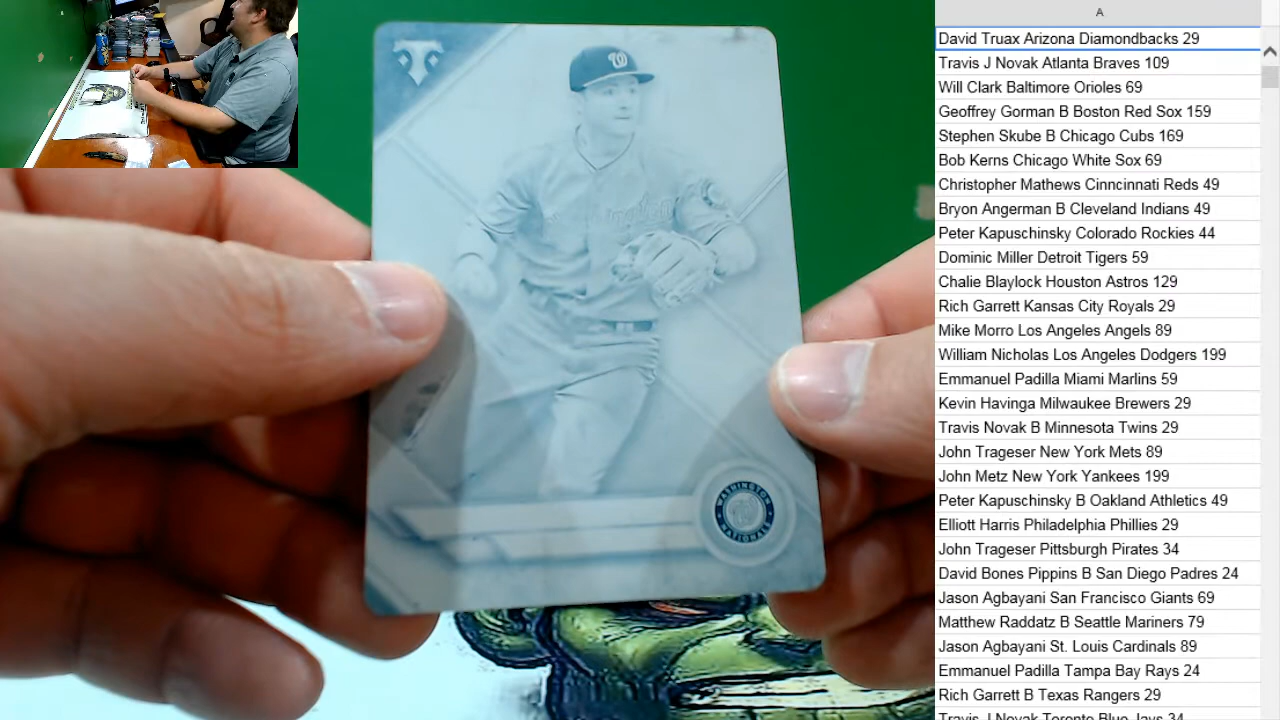 A
David Truax Arizona Diamondbacks 29
Travis J Novak Atlanta Braves 109
Will Clark Baltimore Orioles 69
Geoffrey Gorman B Boston Red Sox 159
Stephen Skube B Chicago Cubs 169
Bob Kerns Chicago White Sox 69
Christopher Mathews Cinncinnati Reds 49
Bryon Angerman B Cleveland Indians 49
Peter Kapuschinsky Colorado Rockies 44
Dominic Miller Detroit Tigers 59
Chalie Blaylock Houston Astros 129
Rich Garrett Kansas City Royals 29
Mike Morro Los Angeles Angels 89
William Nicholas Los Angeles Dodgers 199
Emmanuel Padilla Miami Marlins 59
Kevin Havinga Milwaukee Brewers 29
Travis Novak B Minnesota Twins 29
John Trageser New York Mets 89
John Metz New York Yankees 199
Peter Kapuschinsky B Oakland Athletics 49
Elliott Harris Philadelphia Phillies 29
John Trageser Pittsburgh Pirates 34
David Bones Pippins B San Diego Padres 24
Jason Agbayani San Francisco Giants 69
Matthew Raddatz B Seattle Mariners 79
Jason Agbayani St. Louis Cardinals 89
Emmanuel Padilla Tampa Bay Rays 24
Rich Garrett B Texas Rangers 29
Travis J Novak Toronto Blue Jays 34
T
W
Washington
WASHINGTON
NATIONALS